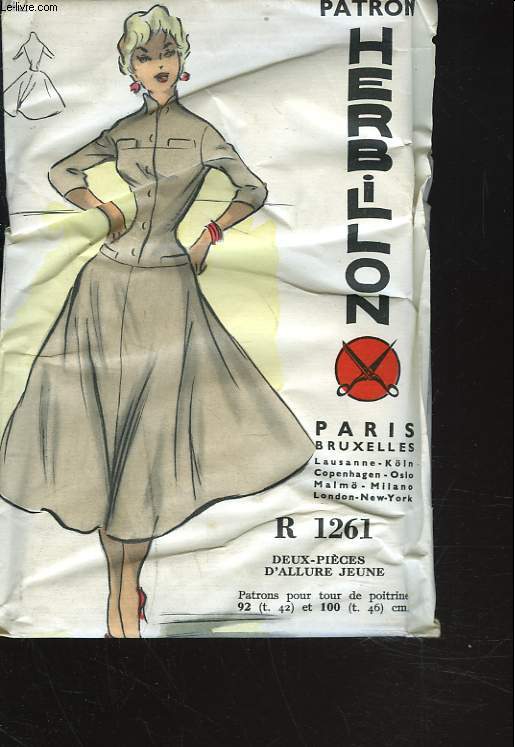 Le-livre.com
PATRON
HERBiLLON
PARIS
BRUXELLES
Lausanne - Köln
Copenhagen - Oslo
Malmö - Milano
London - New-York
R 1261
DEUX-PIÈCES
D'ALLURE JEUNE
Patrons pour tour de poitrine
92 (t. 42) et 100 (t. 46) cm.